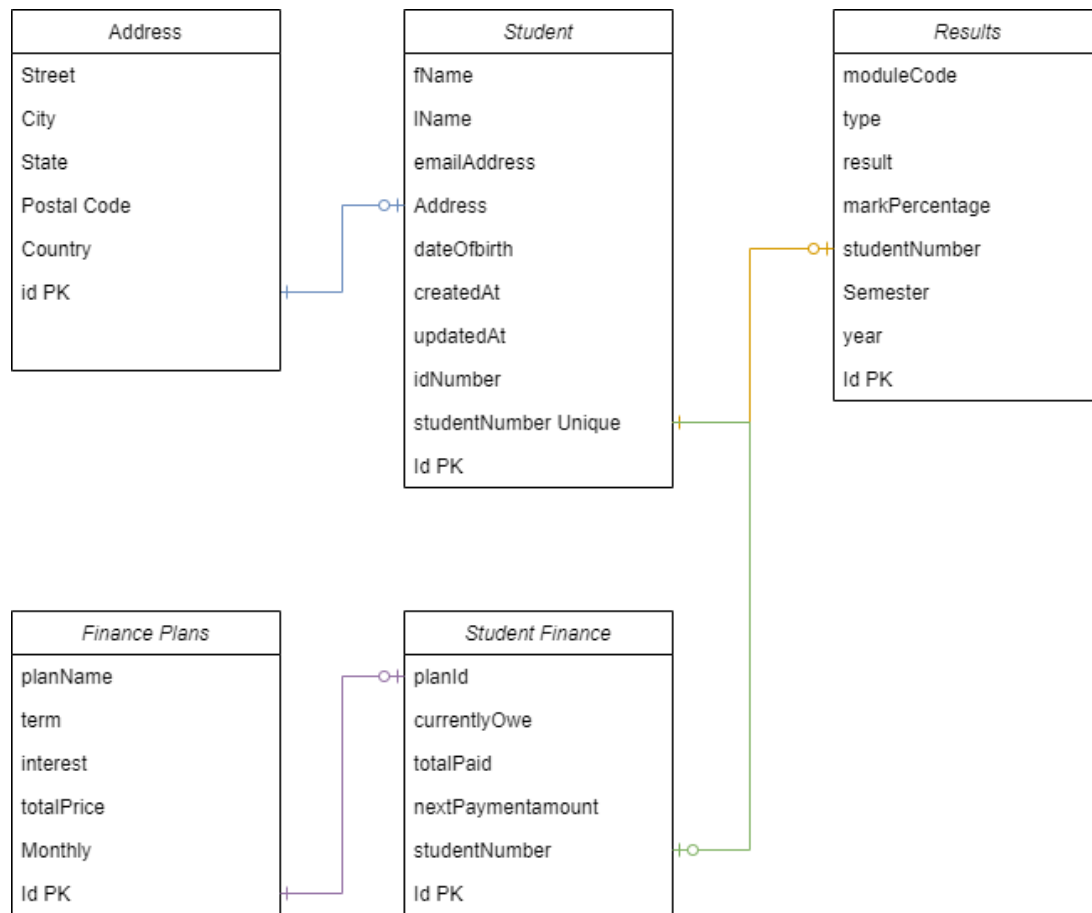 Address
Street
City
State
Postal Code
Country
id PK
Student
fName
lName
emailAddress
Address
dateOfbirth
createdAt
updatedAt
idNumber
studentNumber Unique
Id PK
Results
moduleCode
type
result
markPercentage
studentNumber
Semester
year
Id PK
Finance Plans
planName
term
interest
totalPrice
Monthly
Id PK
Student Finance
planId
currentlyOwe
totalPaid
nextPaymentamount
studentNumber
Id PK